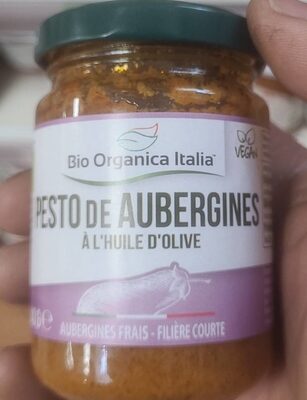 Bio Organica Italia
VEGAN
PESTO DE AUBERGINES
À L'HUILE D'OLIVE
AUBERGINES FRAIS - FILIÈRE COURTE